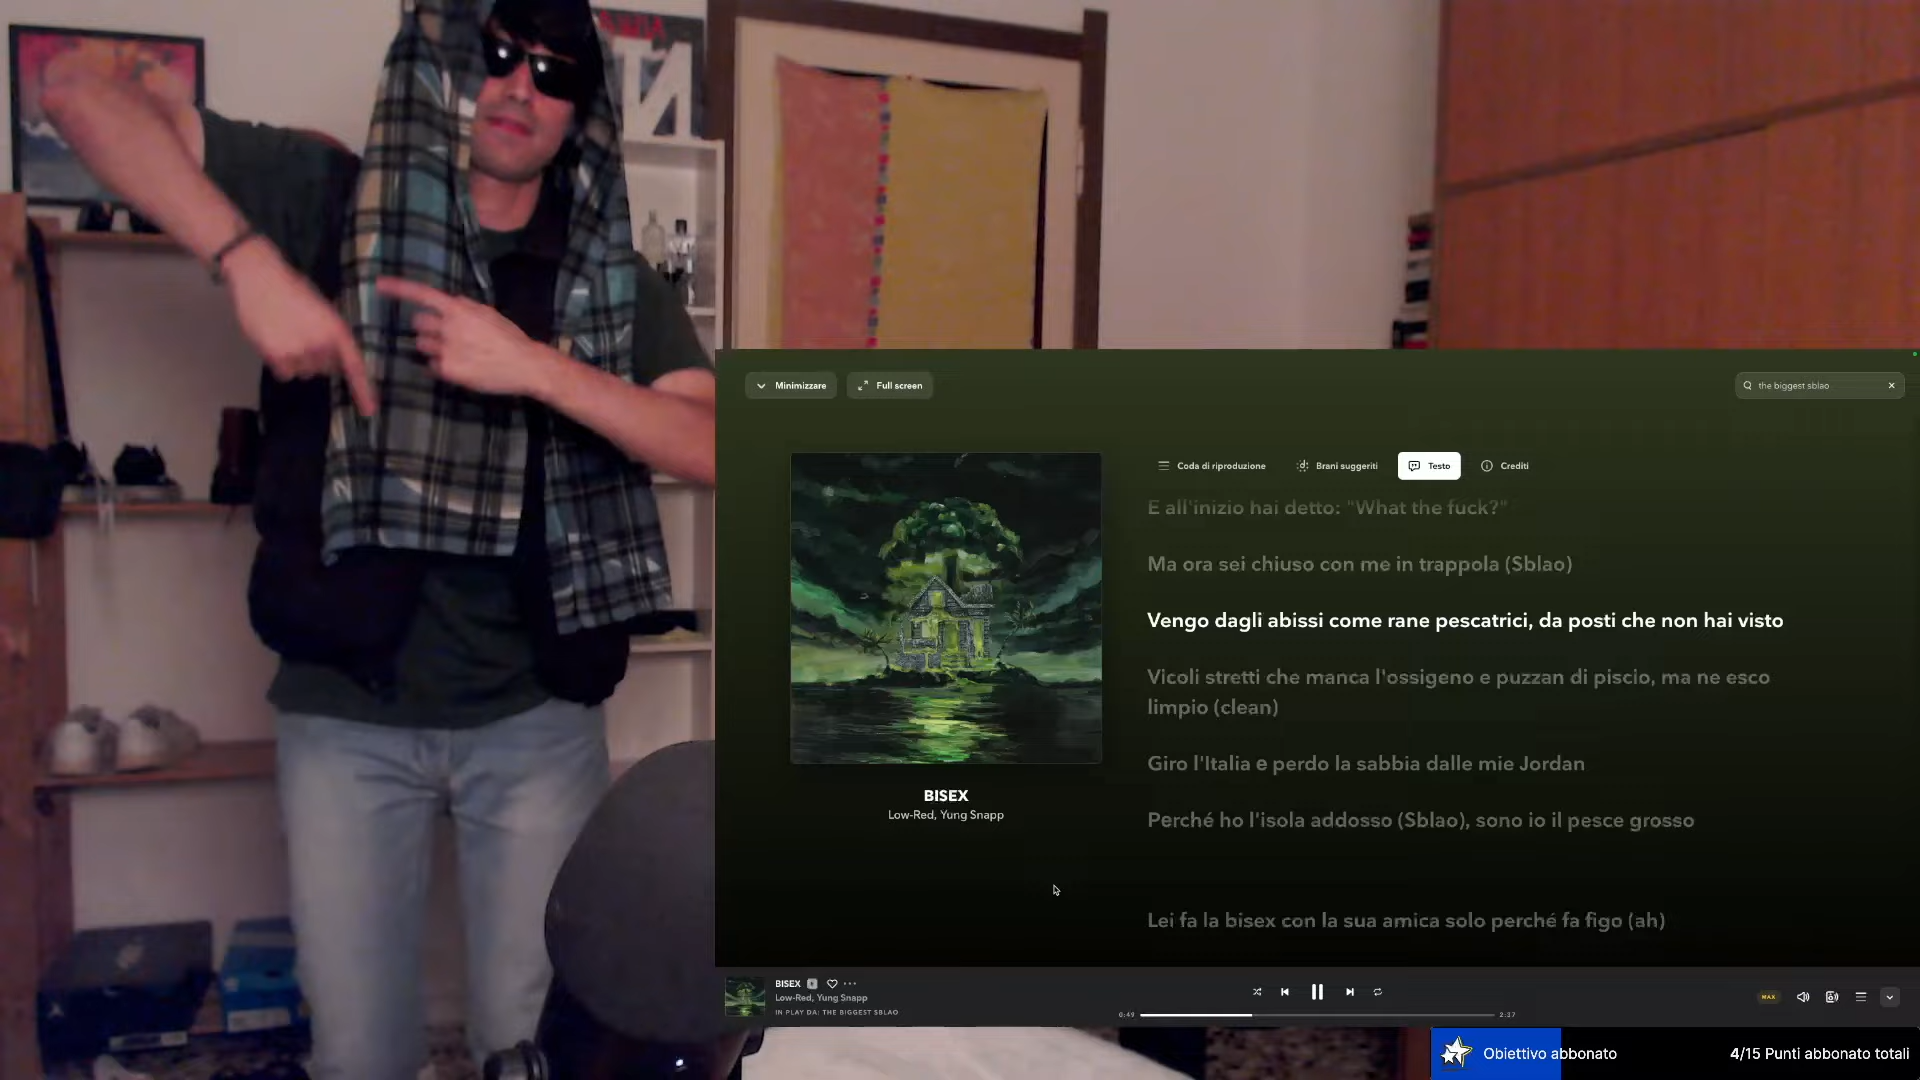 Minimizzare
Full screen
the biggest sblao
Coda di riproduzione
Brani suggeriti
Testo
Crediti
E all'inizio hai detto: "What the fuck?"
Ma ora sei chiuso con me in trappola (Sblao)
Vengo dagli abissi come rane pescatrici, da posti che non hai visto
Vicoli stretti che manca l'ossigeno e puzzan di piscio, ma ne esco
limpio (clean)
Giro l'Italia e perdo la sabbia dalle mie Jordan
Perché ho l'isola addosso (Sblao), sono io il pesce grosso
Lei fa la bisex con la sua amica solo perché fa figo (ah)
BISEX
Low-Red, Yung Snapp
BISEX
Low-Red, Yung Snapp
IN PLAY DA: THE BIGGEST SBLAO
0:49
2:37
MAX
Obiettivo abbonato
4/15 Punti abbonato totali